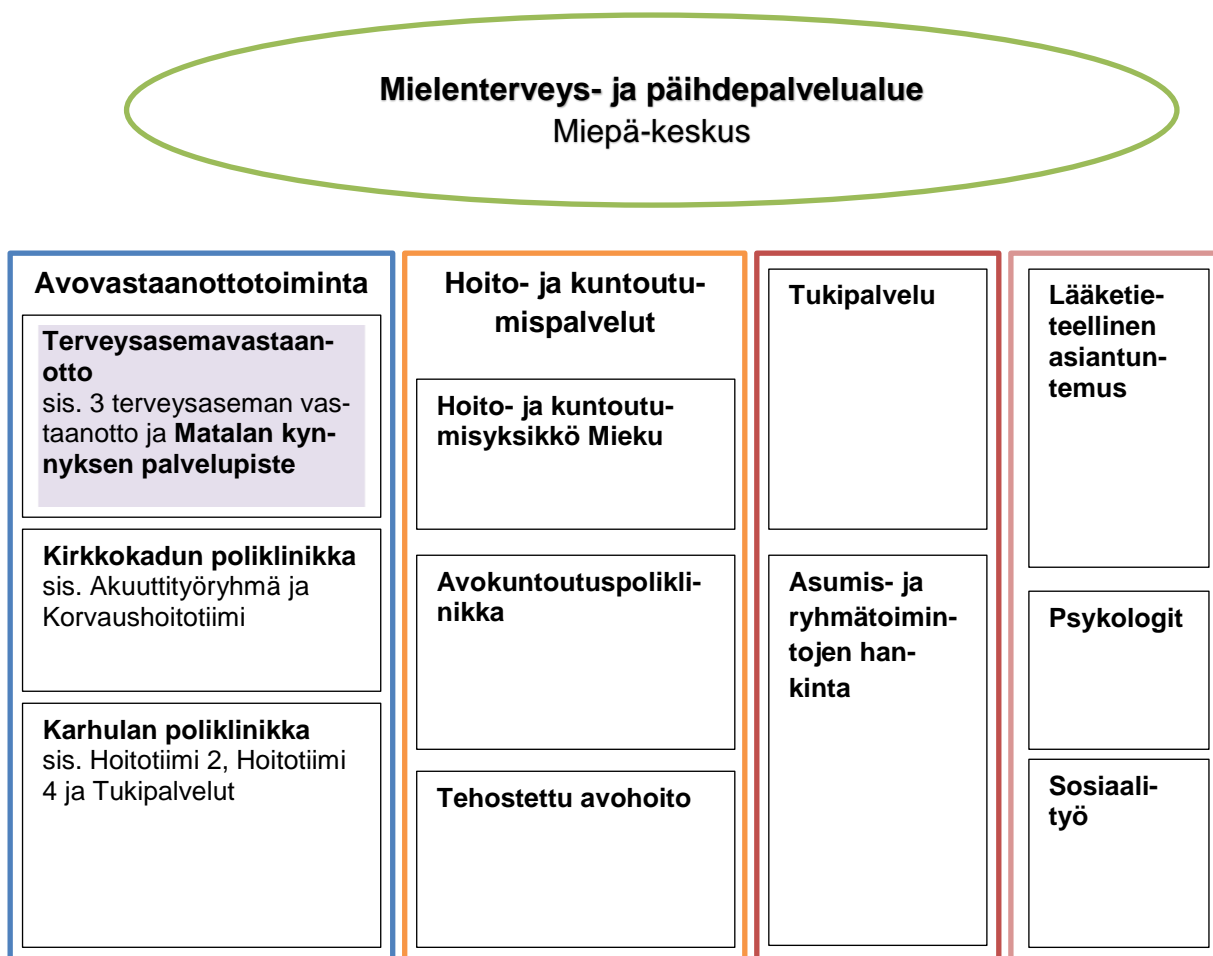 Mielenterveys- ja päihdepalvelualue
Miepä-keskus
Avovastaanottotoiminta
Terveysasemavastaan-
otto
sis. 3 terveysaseman vas-
taanotto ja Matalan kyn-
nyksen palvelupiste
Kirkkokadun poliklinikka
sis. Akuuttityöryhmä ja
Korvaushoitotiimi
Karhulan poliklinikka
sis. Hoitotiimi 2, Hoitotiimi
4 ja Tukipalvelut
Hoito- ja kuntoutu-
mispalvelut
Hoito- ja kuntoutu-
misyksikkö Mieku
Avokuntoutuspolikli-
nikka
Tehostettu avohoito
Tukipalvelu
Asumis- ja
ryhmätoimin-
tojen han-
kinta
Lääketie-
teellinen
asiantun-
temus
Psykologit
Sosiaali-
työ